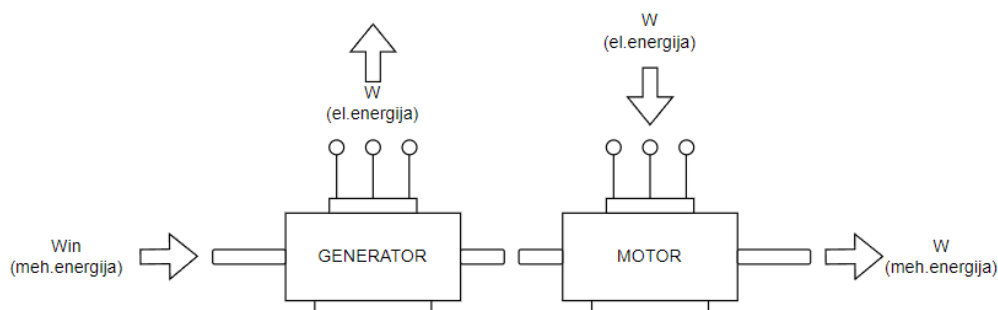 W
(el.energija)
W
(el.energija)
Win
(meh.energija)
GENERATOR
MOTOR
W
(meh.energija)